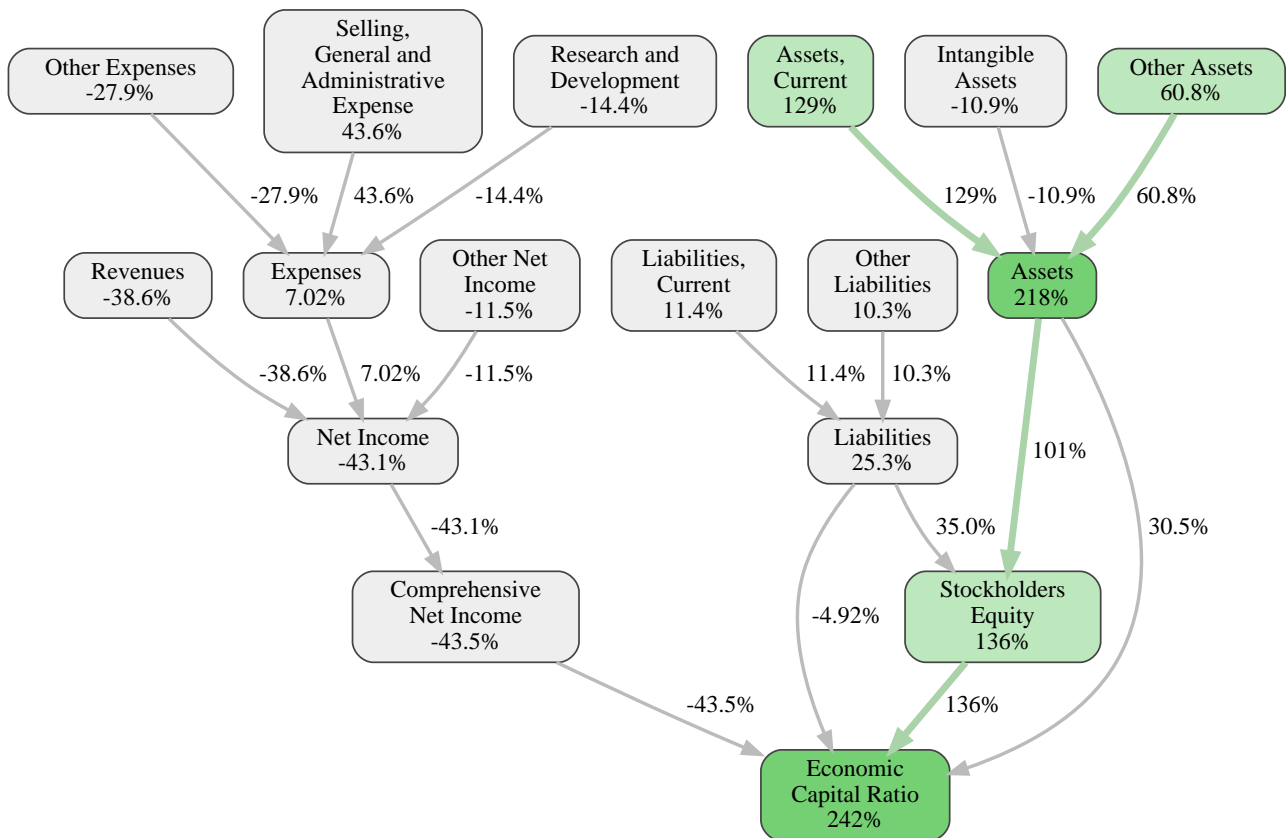 Other Expenses
-27.9%
Selling,
General and
Administrative
Expense
43.6%
Research and
Development
-14.4%
Assets,
Current
129%
Intangible
Assets
-10.9%
Other Assets
60.8%
-27.9%
43.6%
-14.4%
129%
-10.9%
60.8%
Revenues
-38.6%
Expenses
7.02%
Other Net
Income
-11.5%
Liabilities,
Current
11.4%
Other
Liabilities
10.3%
Assets
218%
-38.6%
7.02%
-11.5%
11.4%
10.3%
Net Income
-43.1%
Liabilities
25.3%
101%
-43.1%
35.0%
30.5%
Comprehensive
Net Income
-43.5%
-4.92%
Stockholders
Equity
136%
-43.5%
136%
Economic
Capital Ratio
242%